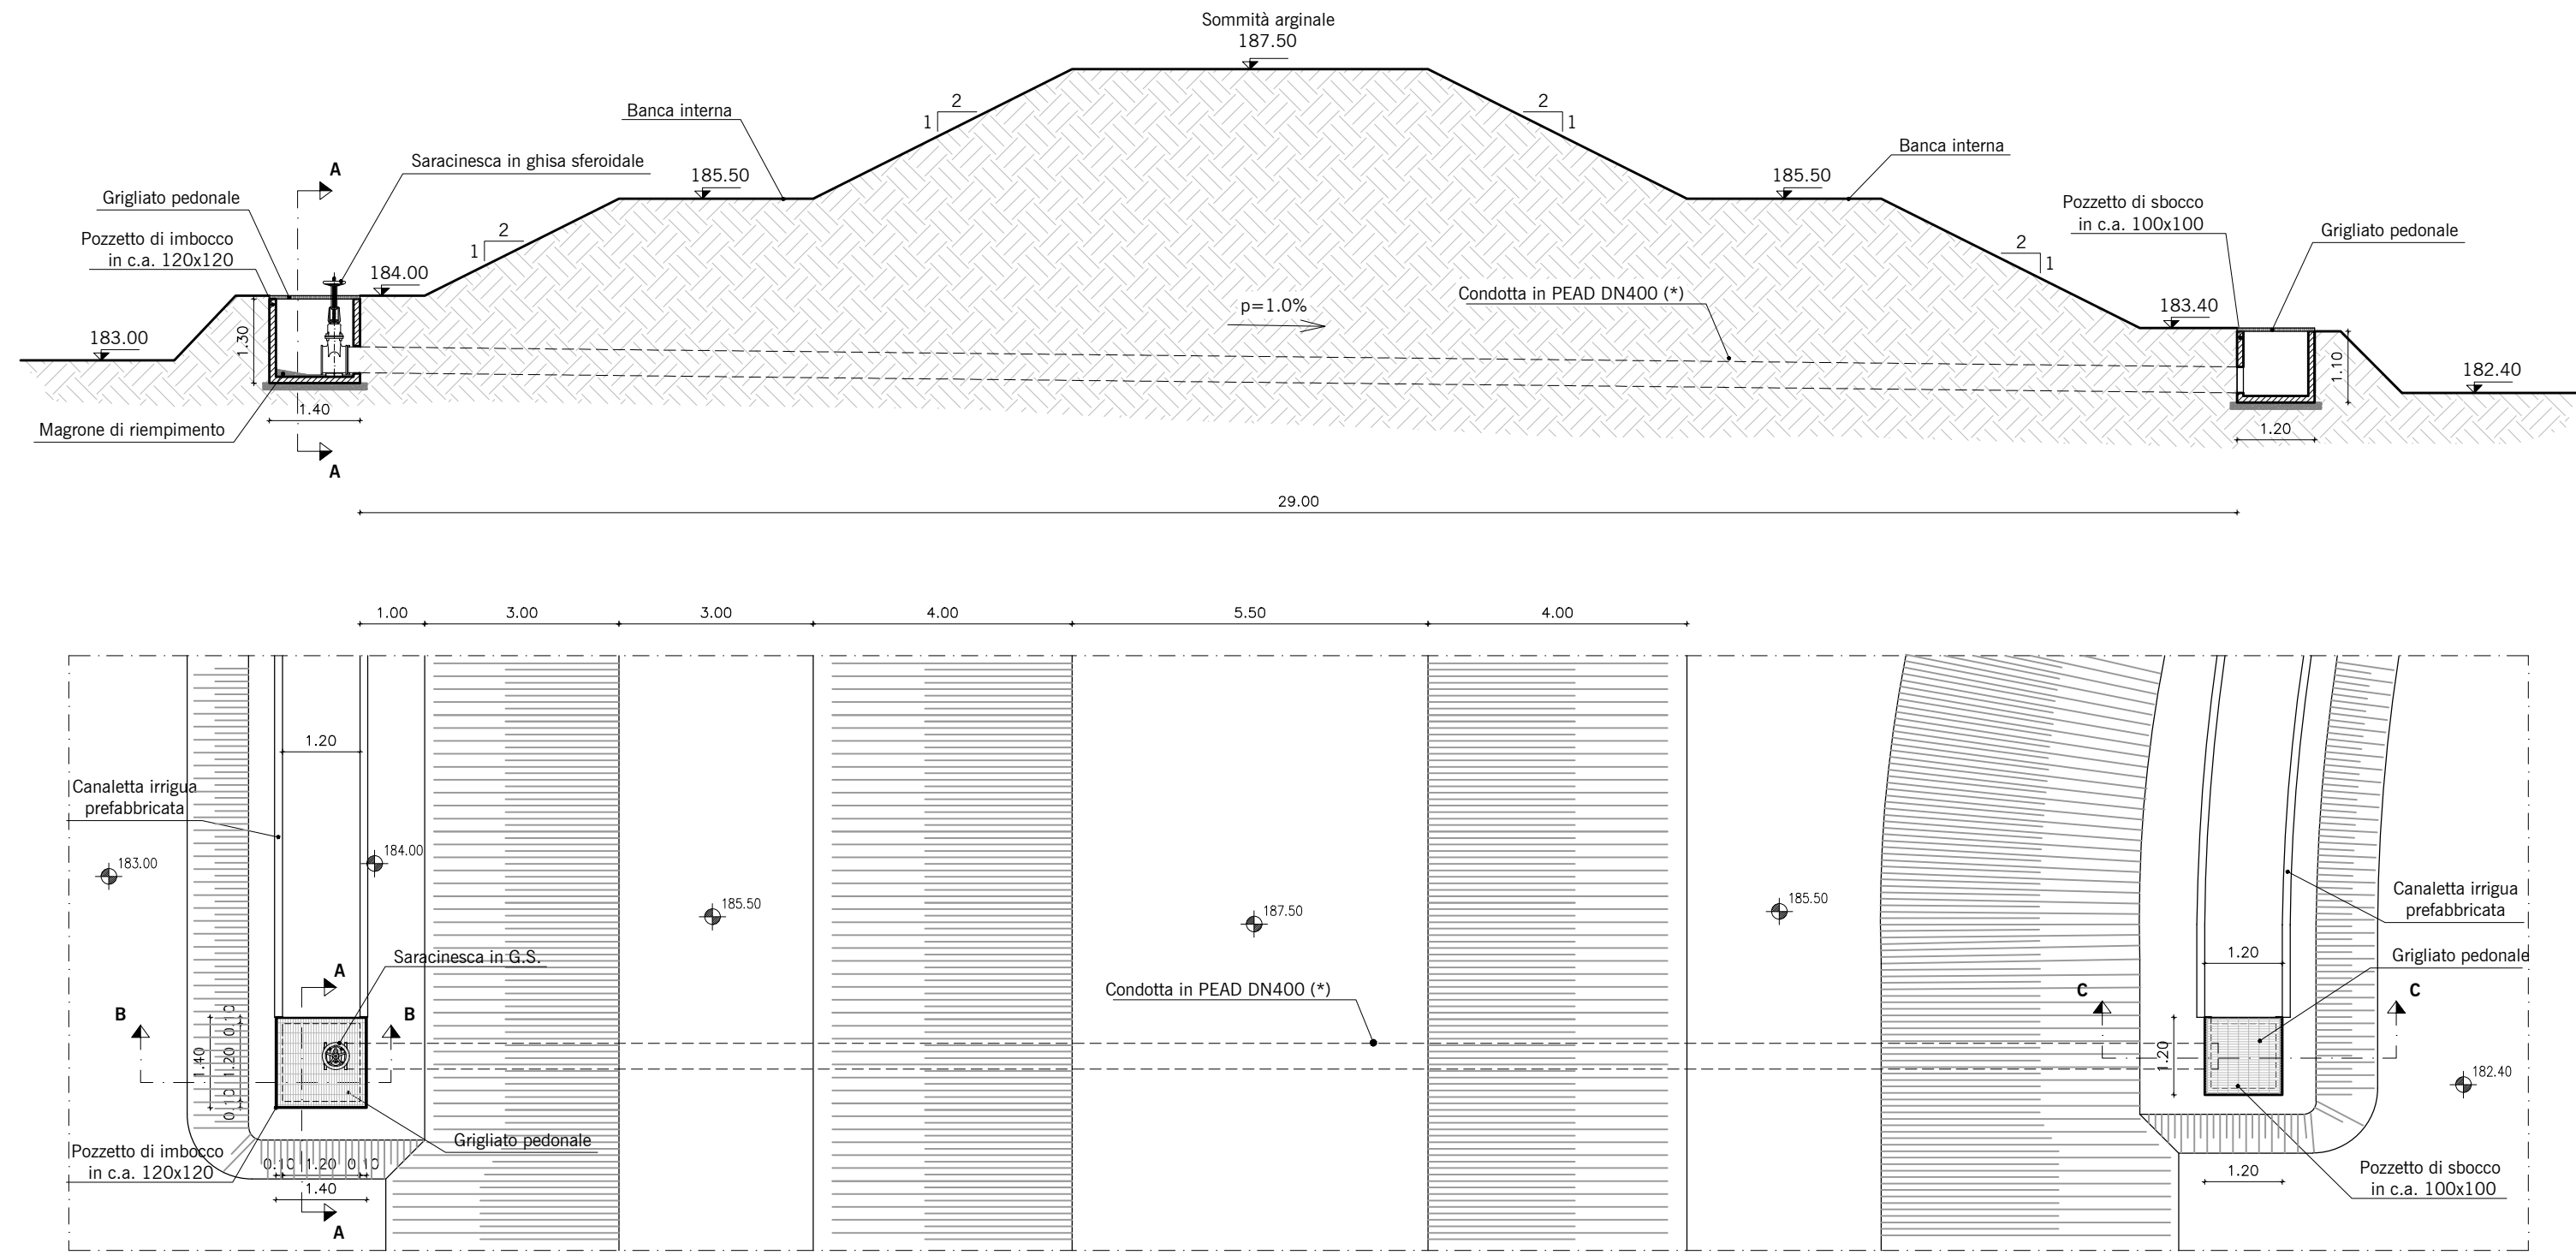 Sommità arginale
187.50
2
1
2
1
Banca interna
Banca interna
A
Saracinesca in ghisa sferoidale
185.50
185.50
Grigliato pedonale
Pozzetto di sbocco
in c.a. 100x100
Grigliato pedonale
Pozzetto di imbocco
in c.a. 120x120
2
1
2
1
184.00
Condotta in PEAD DN400 (*)
p=1.0%
183.40
183.00
1.30
1.10
182.40
1.40
1.20
Magrone di riempimento
A
29.00
1.00
3.00
3.00
4.00
5.50
4.00
1.20
Canaletta irrigua
prefabbricata
183.00
184.00
185.50
187.50
185.50
Canaletta irrigua
prefabbricata
Saracinesca in G.S.
A
1.20
Grigliato pedonale
Condotta in PEAD DN400 (*)
B
B
C
C
0.10
1.20
0.10
1.40
1.20
182.40
Grigliato pedonale
Pozzetto di imbocco
in c.a. 120x120
0.10
1.20
0.10
1.40
A
1.20
Pozzetto di sbocco
in c.a. 100x100